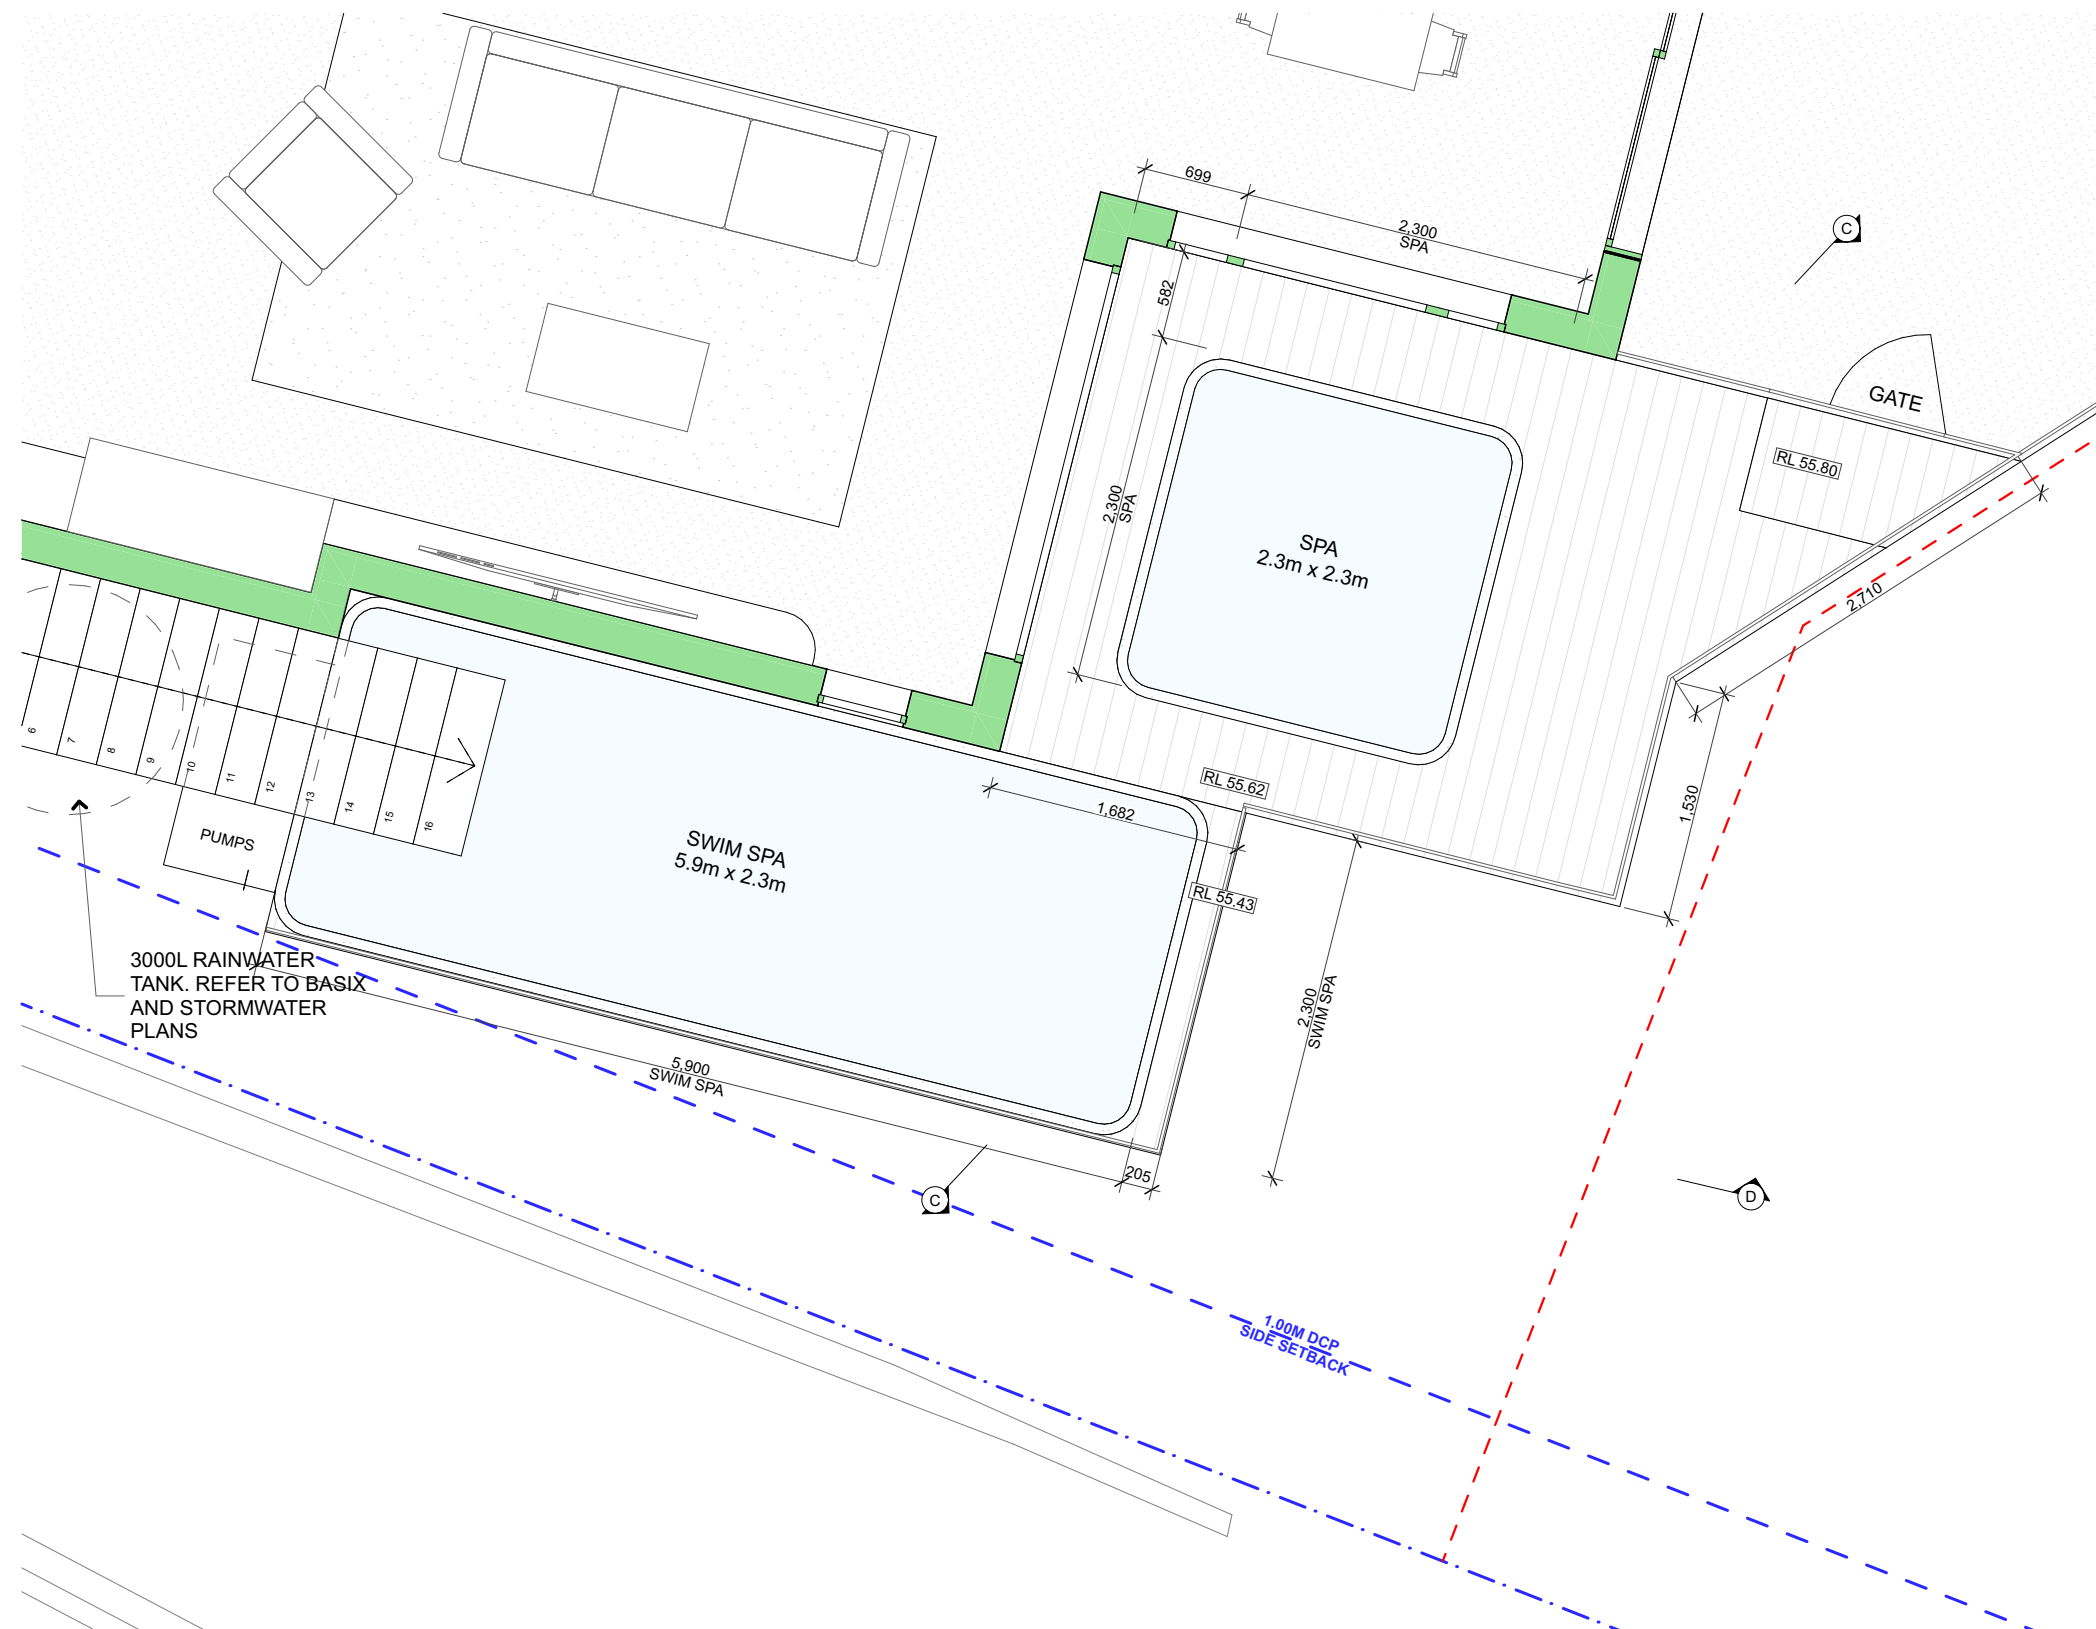 699
2,300
SPA
C
582
GATE
RL 55.80
2,300
SPA
SPA
2.3m x 2.3m
2,710
6
7
8
9
10
11
12
13
14
15
16
PUMPS
RL 55.62
1,682
1,530
SWIM SPA
5.9m x 2.3m
RL 55.43
3000L RAINWATER
TANK. REFER TO BASIX
AND STORMWATER
PLANS
2,300
SWIM SPA
5,900
SWIM SPA
205
C
D
1.00M DCP
SIDE SETBACK